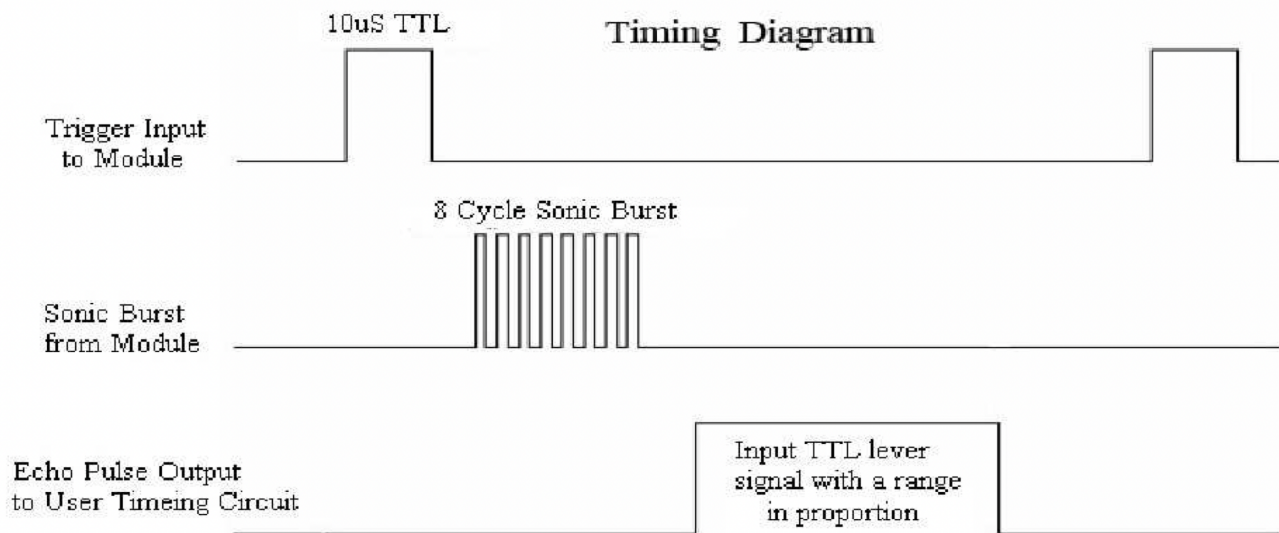 10uS TTL
Timing Diagram
Trigger Input
to Module
8 Cycle Sonic Burst
Sonic Burst
from Module
Echo Pulse Output
to User Timeing Circuit
Input TTL lever
signal with a range
in proportion